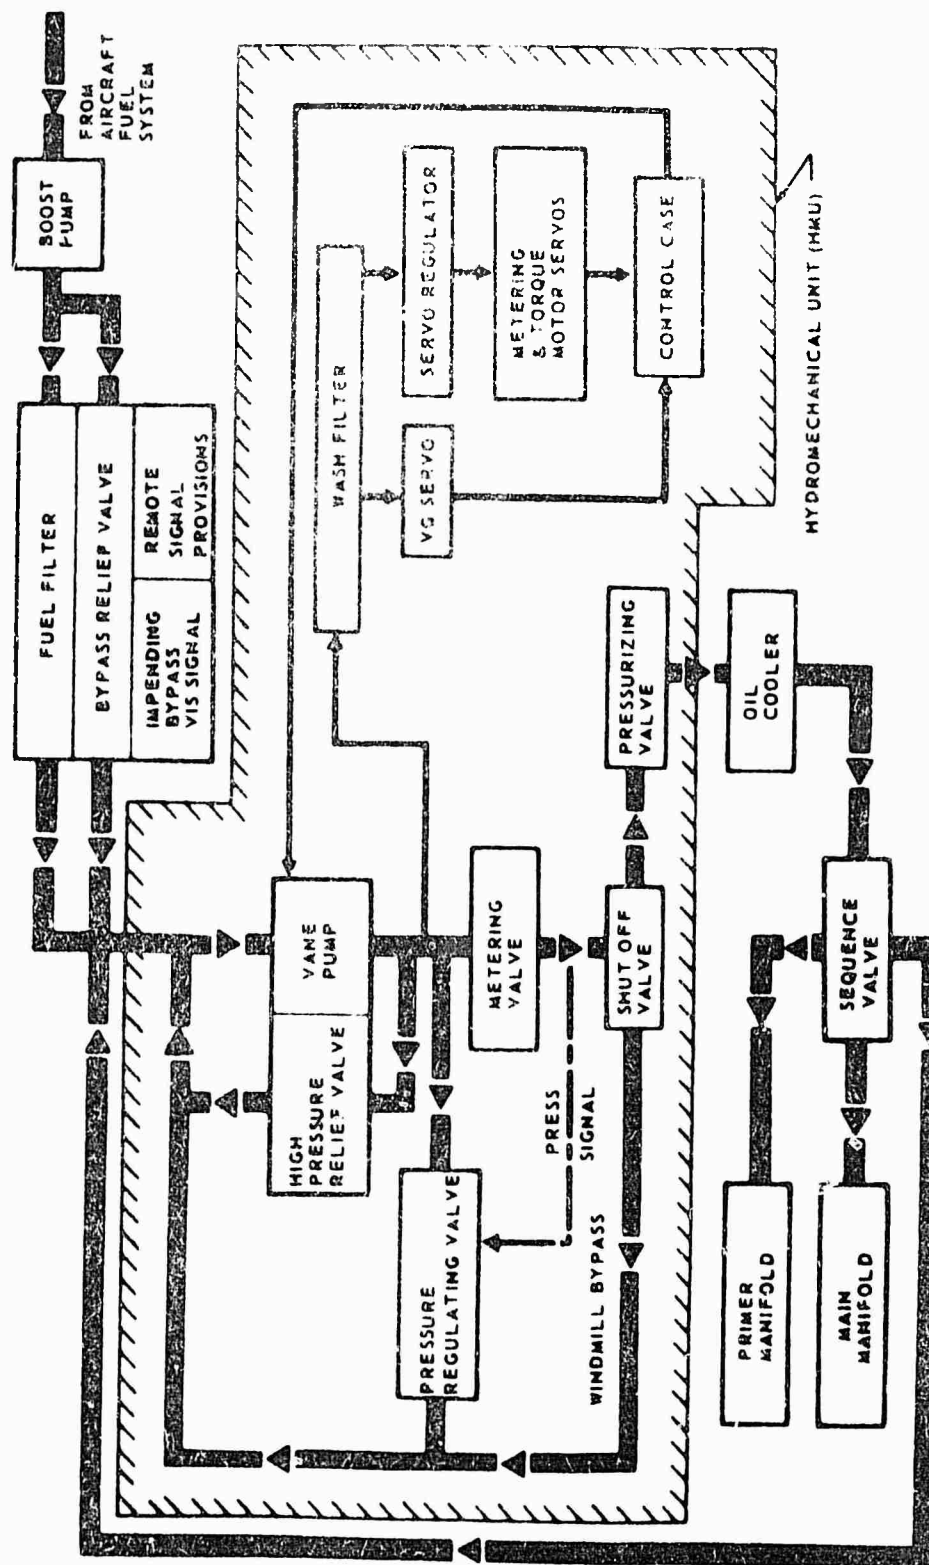 FROM
AIRCRAFT
FUEL
SYSTEM
BOOST
PUMP
FUEL FILTER
BYPASS RELIEF VALVE
IMPENDING
BYPASS
VIS SIGNAL
REMOTE
SIGNAL
PROVISIONS
WASH FILTER
SERVO REGULATOR
VG SERVO
METERING
& TORQUE
MOTOR SERVOS
CONTROL CASE
HYDROMECHANICAL UNIT (HMU)
VANE
PUMP
HIGH
PRESSURE
RELIEF VALVE
PRESSURE
REGULATING VALVE
METERING
VALVE
PRESS
SIGNAL
SHUT OFF
VALVE
PRESSURIZING
VALVE
WINDMILL BYPASS
OIL
COOLER
SEQUENCE
VALVE
PRIMER
MANIFOLD
MAIN
MANIFOLD